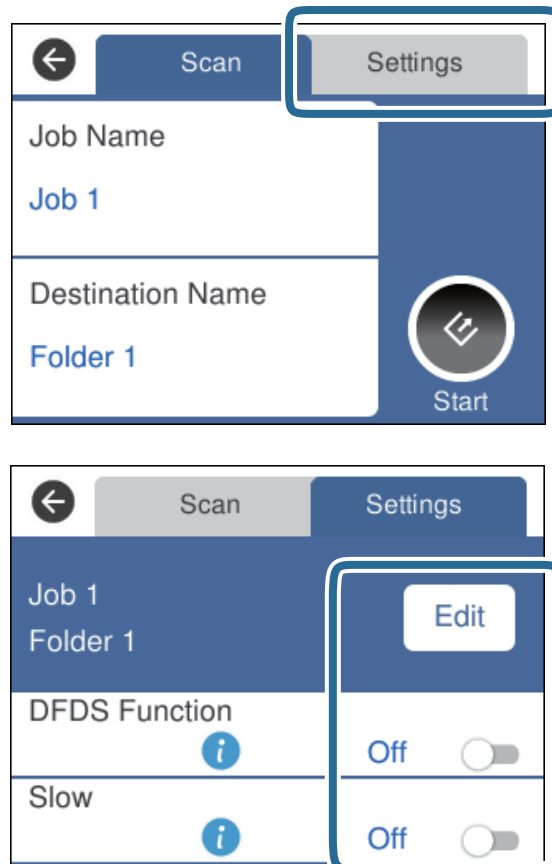 Scan Settings
Job Name
Job 1
Destination Name
Folder 1
Start
Scan Settings
Job 1
Folder 1
Edit
DFDS Function
i Off
Slow
i Off